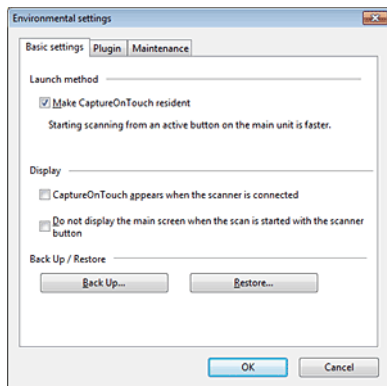 Environmental settings
Basic settings Plugin Maintenance
Launch method
Make CaptureOnTouch resident
Starting scanning from an active button on the main unit is faster.
Display
CaptureOnTouch appears when the scanner is connected
Do not display the main screen when the scan is started with the scanner
button
Back Up / Restore
Back Up... Restore...
OK Cancel